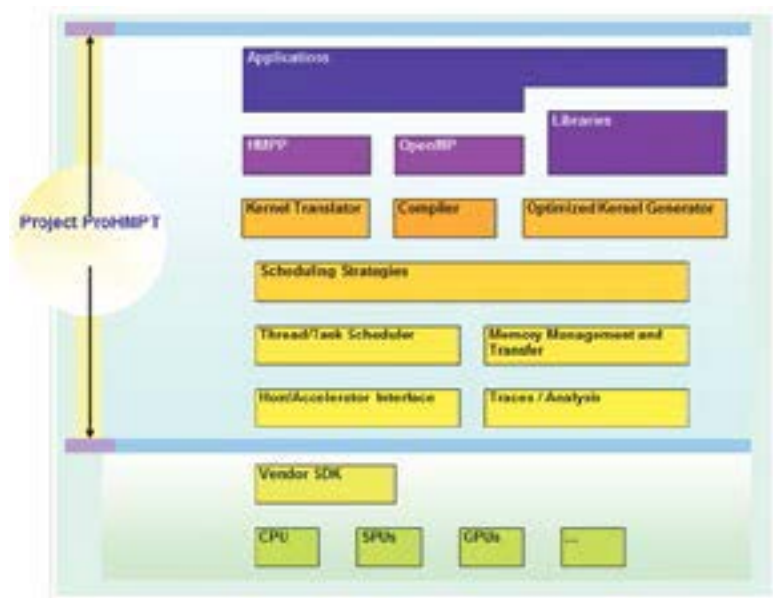 Applications
Libraries
HMPP
OpenMP
Project ProHMPT
Kernel Translator
Compiler
Optimized Kernel Generator
Scheduling Strategies
Thread/Task Scheduler
Memory Management and
Transfer
Host/Accelerator Interface
Traces / Analysis
Vendor SDK
CPU
SPUs
GPUs
...